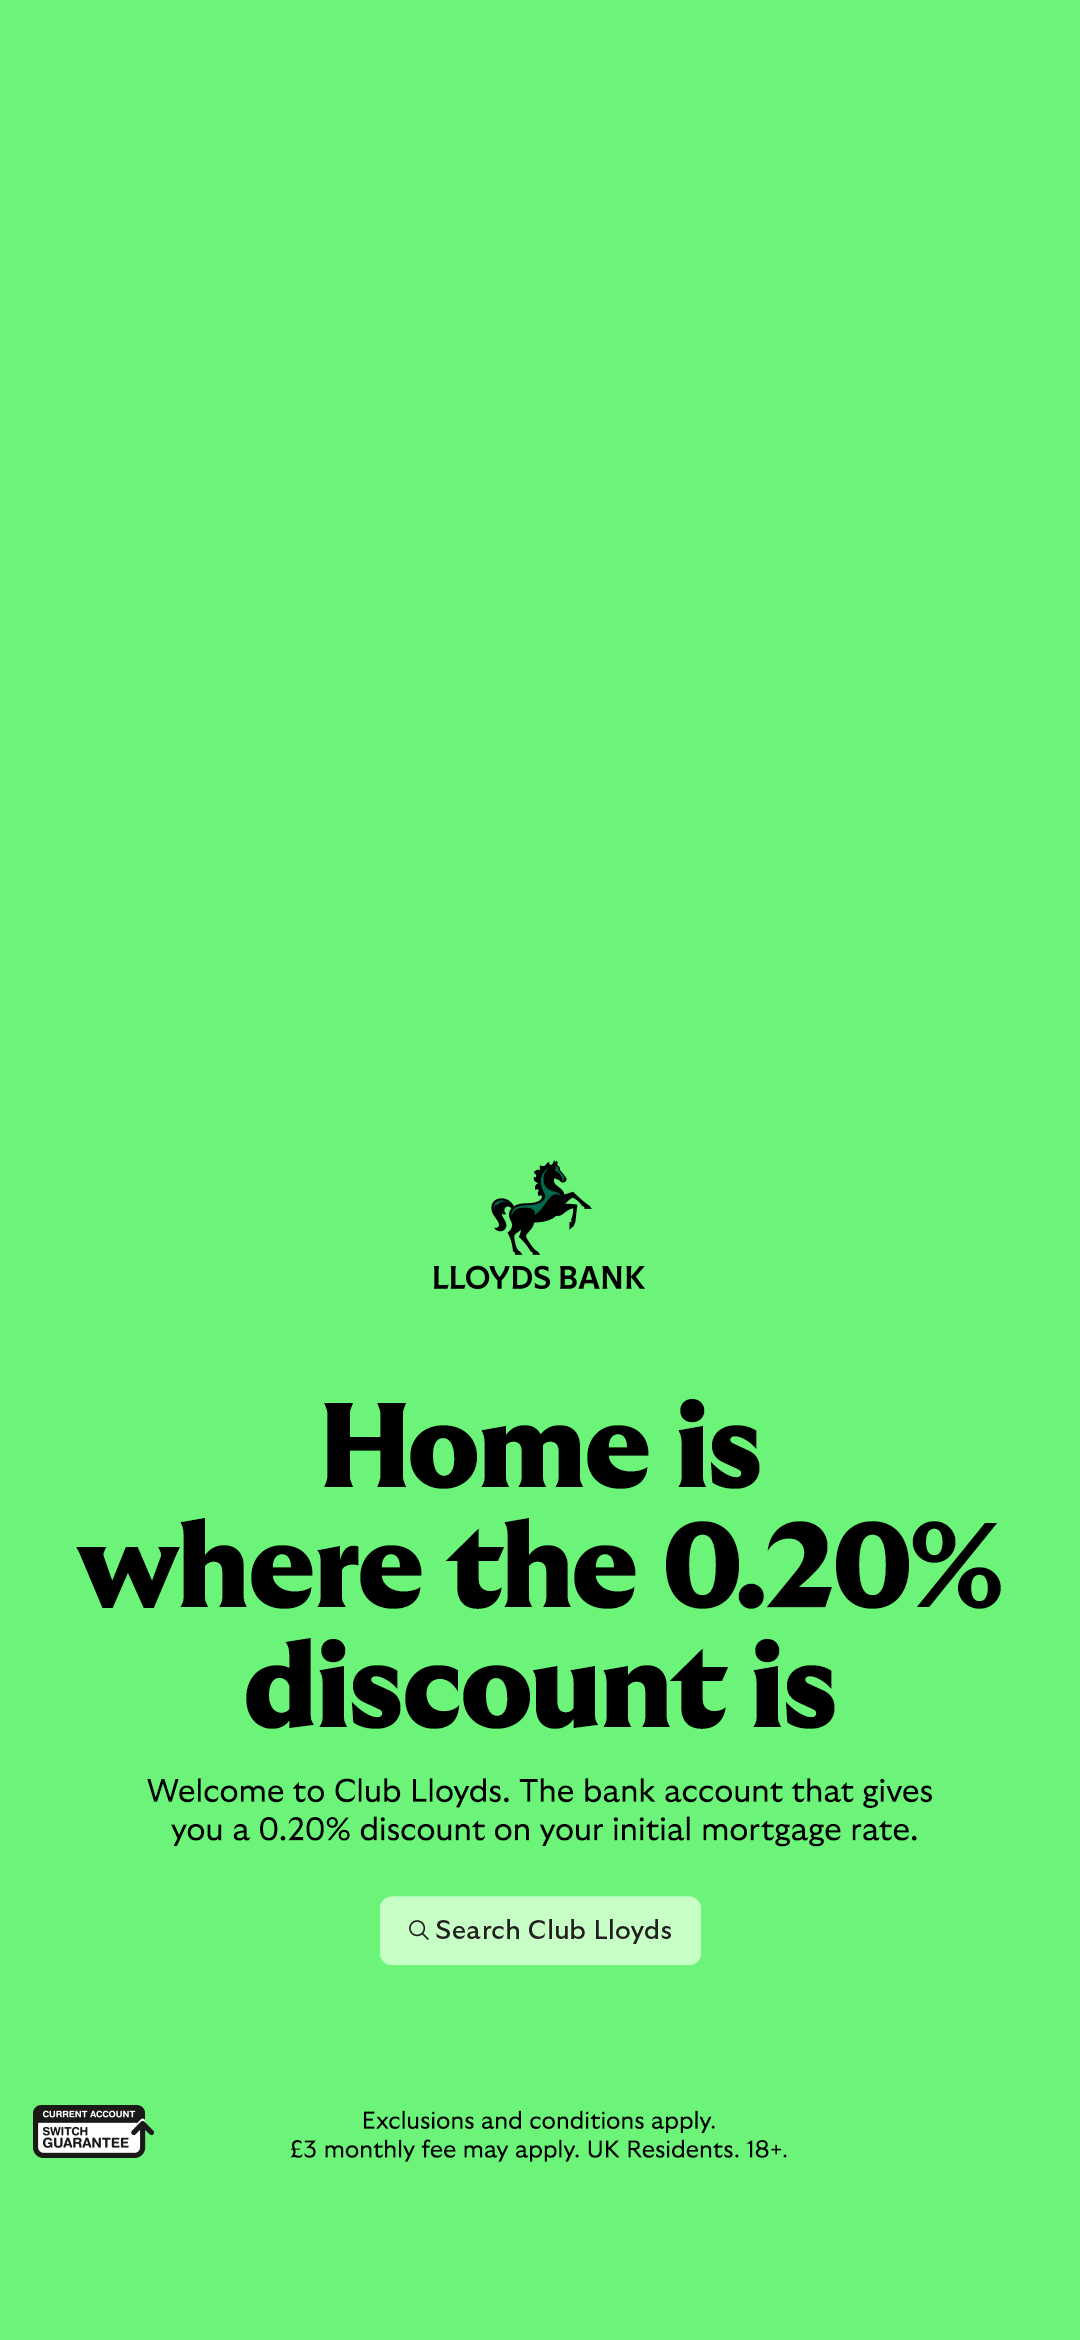 LLOYDS BANK
Home is
where the 0.20%
discount is
Welcome to Club Lloyds. The bank account that gives
you a 0.20% discount on your initial mortgage rate.
Search Club Lloyds
CURRENT ACCOUNT
SWITCH
GUARANTEE
Exclusions and conditions apply.
£3 monthly fee may apply. UK Residents. 18+.